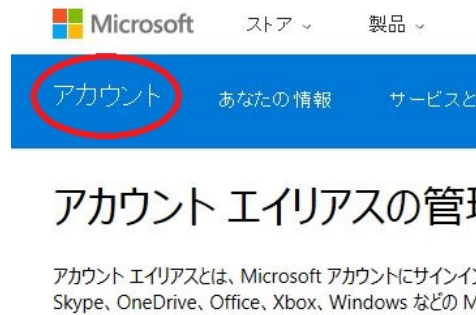 Microsoft ストア 製品
アカウント あなたの情報 サービスと
アカウント エイリアスの管
アカウント エイリアスとは、Microsoft アカウントにサインイ
Skype、OneDrive、Office、Xbox、Windows などの M